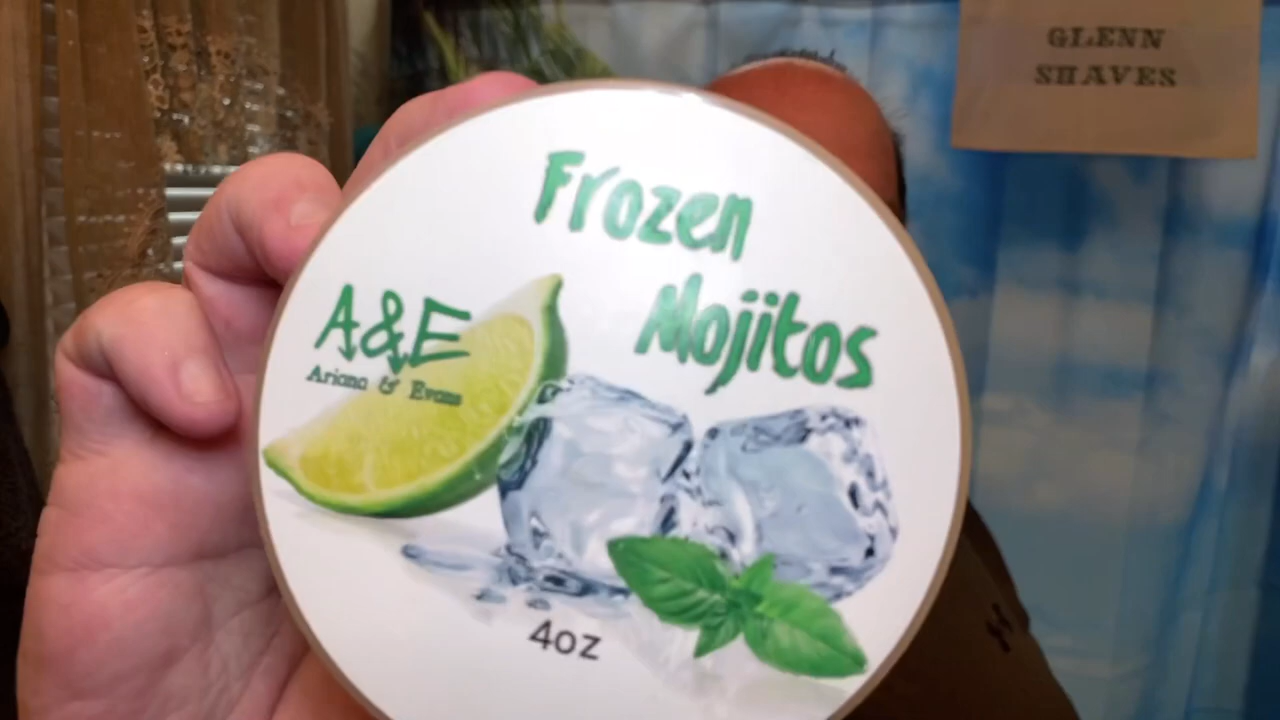 GLENN
SHAVES
Frozen
Mojitos
A&E
Ariana & Evans
4oz